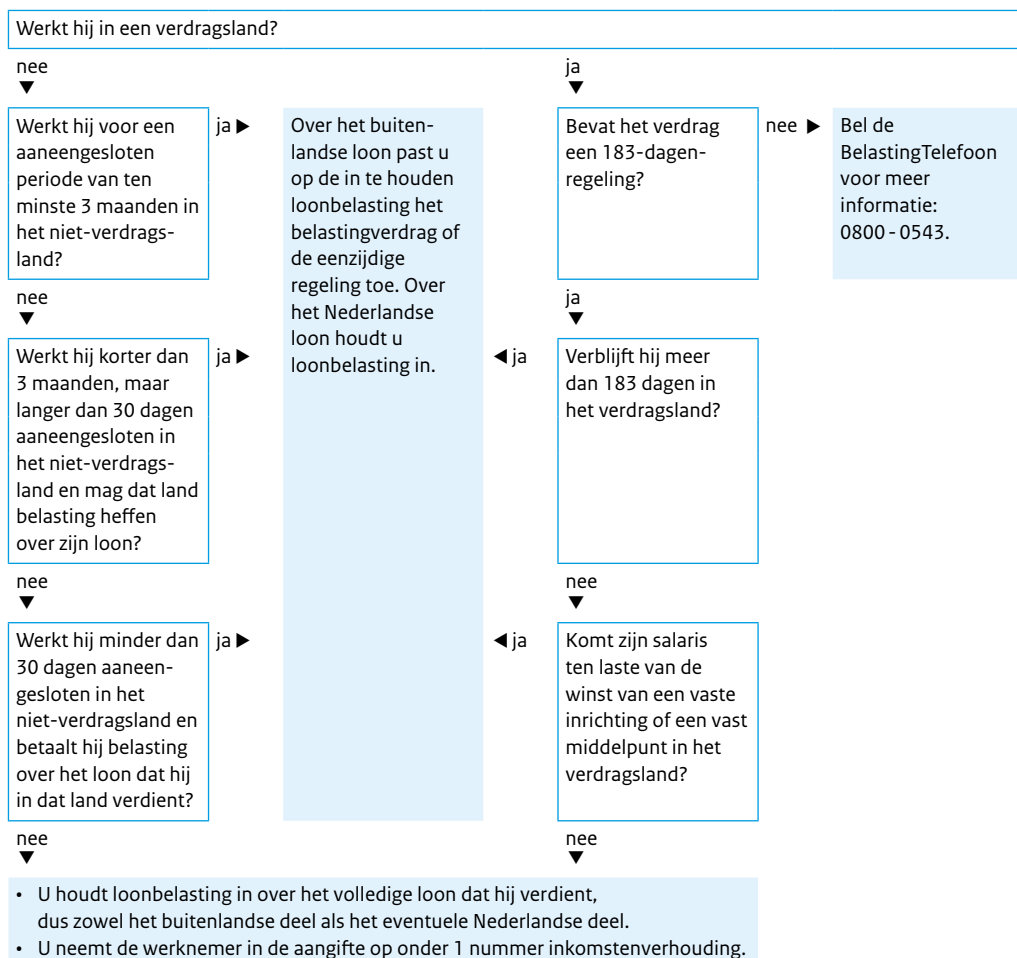 Werkt hij in een verdragsland?
nee
▼
Werkt hij voor een
aaneengesloten
periode van ten
minste 3 maanden in
het niet-verdrags-
land?
ja ▶
nee
▼
Werkt hij korter dan
3 maanden, maar
langer dan 30 dagen
aaneengesloten in
het niet-verdrags-
land en mag dat land
belasting heffen
over zijn loon?
ja ▶
nee
▼
Werkt hij minder dan
30 dagen aaneen-
gesloten in het
niet-verdragsland en
betaalt hij belasting
over het loon dat hij
in dat land verdient?
ja ▶
nee
▼
Over het buiten-
landse loon past u
op de in te houden
loonbelasting het
belastingverdrag of
de eenzijdige
regeling toe. Over
het Nederlandse
loon houdt u
loonbelasting in.
ja
▼
Bevat het verdrag
een 183-dagen-
regeling?
nee ▶
Bel de
BelastingTelefoon
voor meer
informatie:
0800 - 0543.
ja
▼
◀ ja
Verblijft hij meer
dan 183 dagen in
het verdragsland?
nee
▼
◀ ja
Komt zijn salaris
ten laste van de
winst van een vaste
inrichting of een vast
middelpunt in het
verdragsland?
nee
▼
• U houdt loonbelasting in over het volledige loon dat hij verdient,
dus zowel het buitenlandse deel als het eventuele Nederlandse deel.
• U neemt de werknemer in de aangifte op onder 1 nummer inkomstenverhouding.